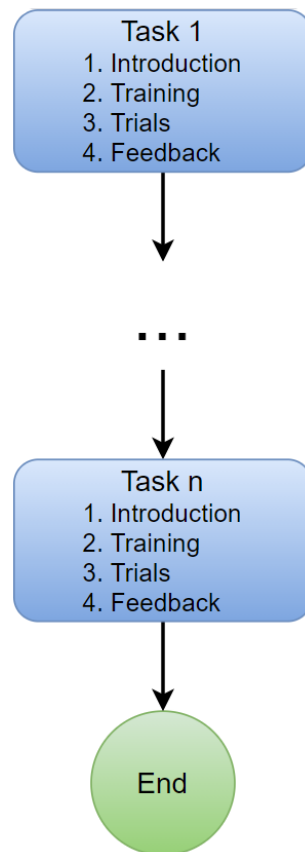 Task 1
1. Introduction
2. Training
3. Trials
4. Feedback
...
Task n
1. Introduction
2. Training
3. Trials
4. Feedback
End